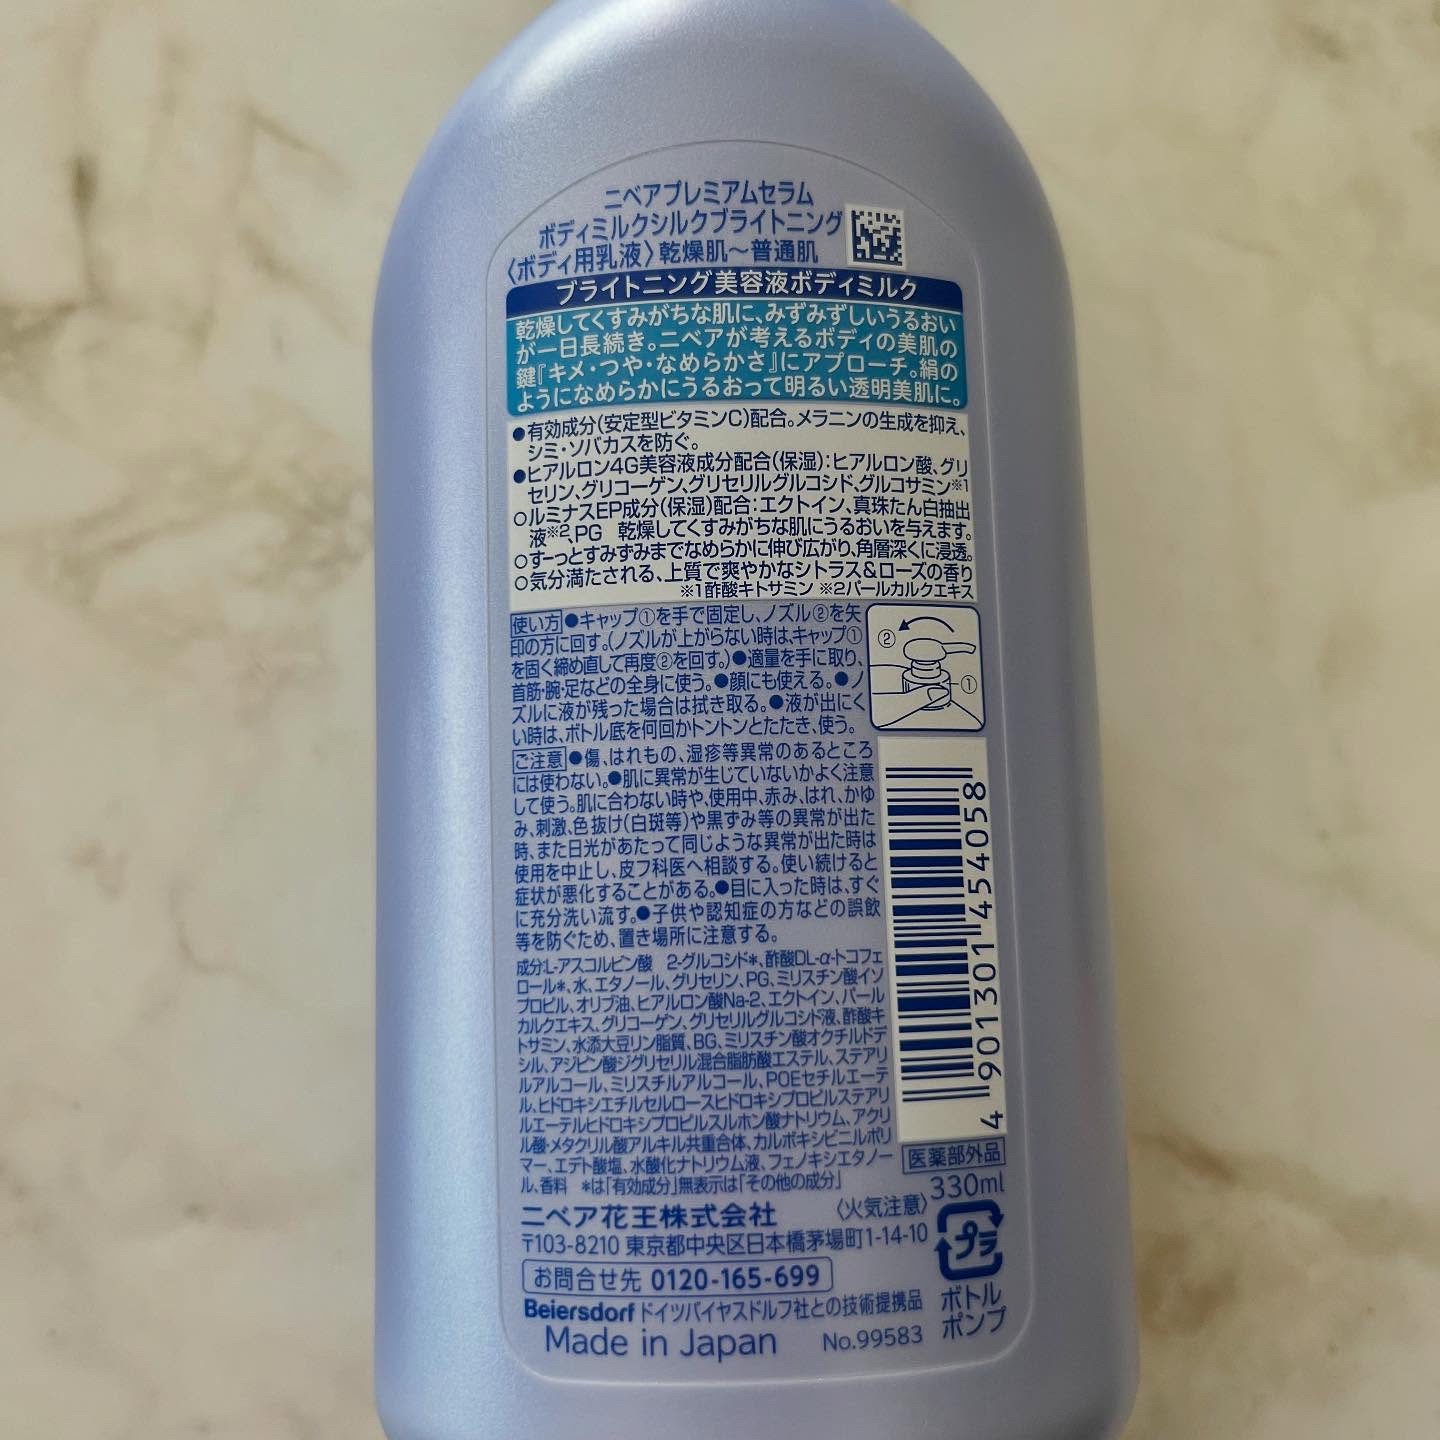 ニベアプレミアムセラム
ボディミルクシルクブライトニング
〈ボディ用乳液〉乾燥肌～普通肌
ブライトニング美容液ボディミルク
乾燥してくすみがちな肌に、みずみずしいうるおい
が一日長続き。ニベアが考えるボディの美肌の
鍵『キメ・つや・なめらかさ』にアプローチ。絹の
ようになめらかにうるおって明るい透明美肌に。
●有効成分(安定型ビタミンC)配合。メラニンの生成を抑え、
シミ・ソバカスを防ぐ。
●ヒアルロン4G美容液成分配合(保湿):ヒアルロン酸、グリ
セリン、グリコーゲン、グリセリルグルコシド、グルコサミン※1
○ルミナスEP成分(保湿)配合:エクトイン、真珠たん白抽出
液※2、PG 乾燥してくすみがちな肌にうるおいを与えます。
○すーっとすみずみまでなめらかに伸び広がり、角層深くに浸透。
○気分満たされる、上質で爽やかなシトラス&ローズの香り
※1酢酸キトサミン ※2パールカルクエキス
使い方 ●キャップ①を手で固定し、ノズル②を矢
印の方に回す。(ノズルが上がらない時は、キャップ①
を固く締め直して再度②を回す。)●適量を手に取り、
首筋・腕・足などの全身に使う。●顔にも使える。●ノ
ズルに液が残った場合は拭き取る。●液が出にく
い時は、ボトル底を何回かトントンとたたき、使う。
②
①
ご注意 ●傷、はれもの、湿疹等異常のあるところ
には使わない。●肌に異常が生じていないかよく注意
して使う。肌に合わない時や、使用中、赤み、はれ、かゆ
み、刺激、色抜け(白斑等)や黒ずみ等の異常が出た
時、また日光があたって同じような異常が出た時は
使用を中止し、皮フ科医へ相談する。使い続けると
症状が悪化することがある。●目に入った時は、すぐ
に充分洗い流す。●子供や認知症の方などの誤飲
等を防ぐため、置き場所に注意する。
成分:L-アスコルビン酸 2-グルコシド*、酢酸DL-α-トコフェ
ロール*、水、エタノール、グリセリン、PG、ミリスチン酸イソ
プロピル、オリブ油、ヒアルロン酸Na-2、エクトイン、パール
カルクエキス、グリコーゲン、グリセリルグルコシド液、酢酸キ
トサミン、水添大豆リン脂質、BG、ミリスチン酸オクチルドデ
シル、アジピン酸ジグリセリル混合脂肪酸エステル、ステアリ
ルアルコール、ミリスチルアルコール、POEセチルエーテ
ル、ヒドロキシエチルセルロースヒドロキシプロピルステアリ
ルエーテルヒドロキシプロピルスルホン酸ナトリウム、アクリ
ル酸・メタクリル酸アルキル共重合体、カルボキシビニルポリ
マー、エデト酸塩、水酸化ナトリウム液、フェノキシエタノー
ル、香料 *は「有効成分」無表示は「その他の成分」
4 901301 454058
医薬部外品
330ml
ニベア花王株式会社
〈火気注意〉
〒103-8210 東京都中央区日本橋茅場町1-14-10
お問合せ先 0120-165-699
Beiersdorf ドイツバイヤスドルフ社との技術提携品
Made in Japan
No.99583
プラ
ボトル
ポンプ